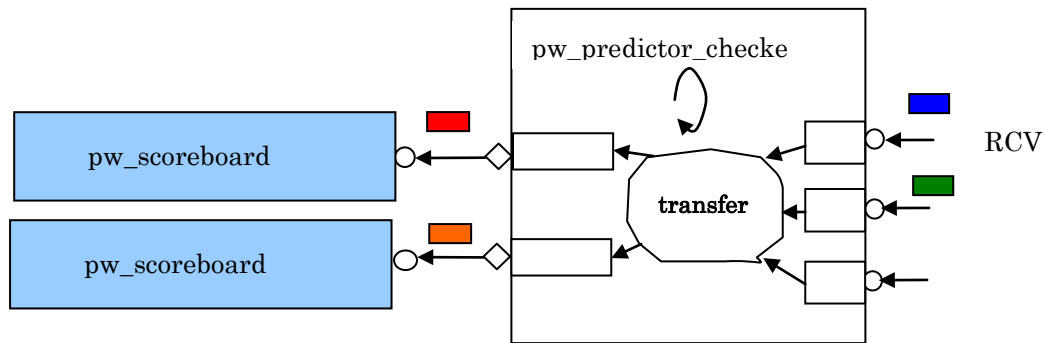 pw_predictor_checke
pw_scoreboard
RCV
transfer
pw_scoreboard